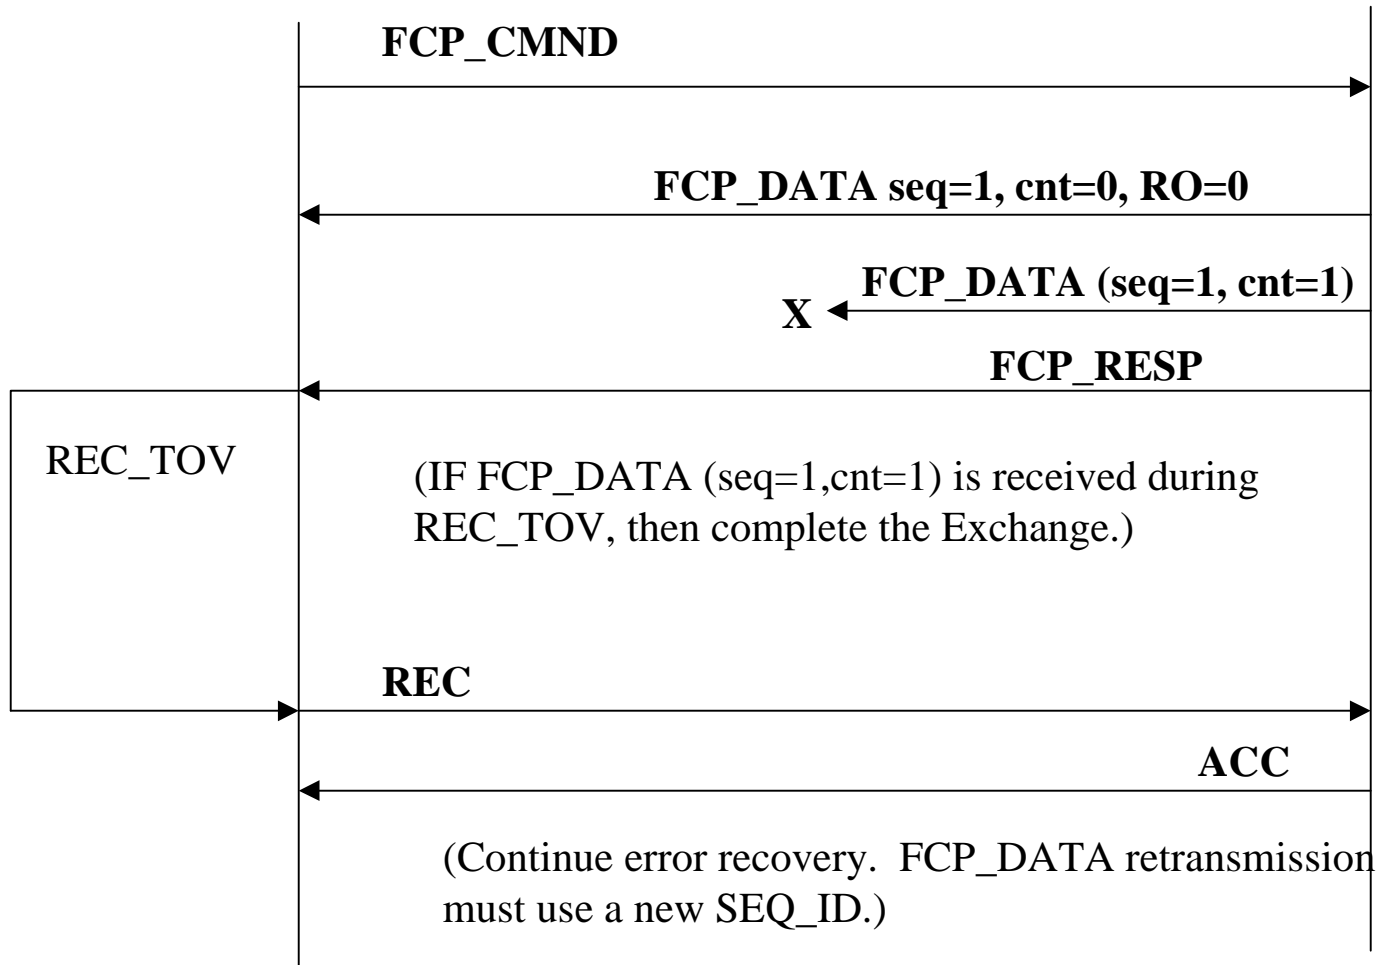 FCP_CMND
FCP_DATA seq=1, cnt=0, RO=0
FCP_DATA (seq=1, cnt=1)
X
FCP_RESP
REC_TOV
(IF FCP_DATA (seq=1,cnt=1) is received during
REC_TOV, then complete the Exchange.)
REC
ACC
(Continue error recovery.  FCP_DATA retransmission
must use a new SEQ_ID.)